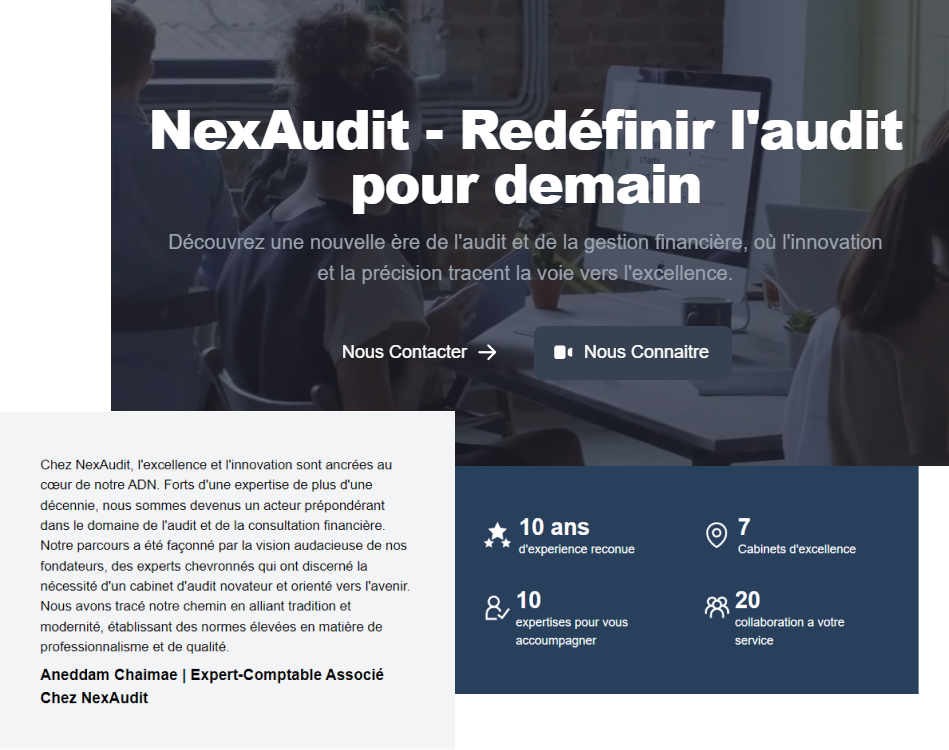 NexAudit - Redéfinir l'audit
pour demain
Découvrez une nouvelle ère de l'audit et de la gestion financière, où l'innovation
et la précision tracent la voie vers l'excellence.
Nous Contacter
Nous Connaitre
Chez NexAudit, l'excellence et l'innovation sont ancrées au
cœur de notre ADN. Forts d'une expertise de plus d'une
décennie, nous sommes devenus un acteur prépondérant
dans le domaine de l'audit et de la consultation financière.
Notre parcours a été façonné par la vision audacieuse de nos
fondateurs, des experts chevronnés qui ont discerné la
nécessité d'un cabinet d'audit novateur et orienté vers l'avenir.
Nous avons tracé notre chemin en alliant tradition et
modernité, établissant des normes élevées en matière de
professionnalisme et de qualité.
Aneddam Chaimae | Expert-Comptable Associé
Chez NexAudit
10 ans
d'experience reconue
7
Cabinets d'excellence
10
expertises pour vous
accoumpagner
20
collaboration a votre
service